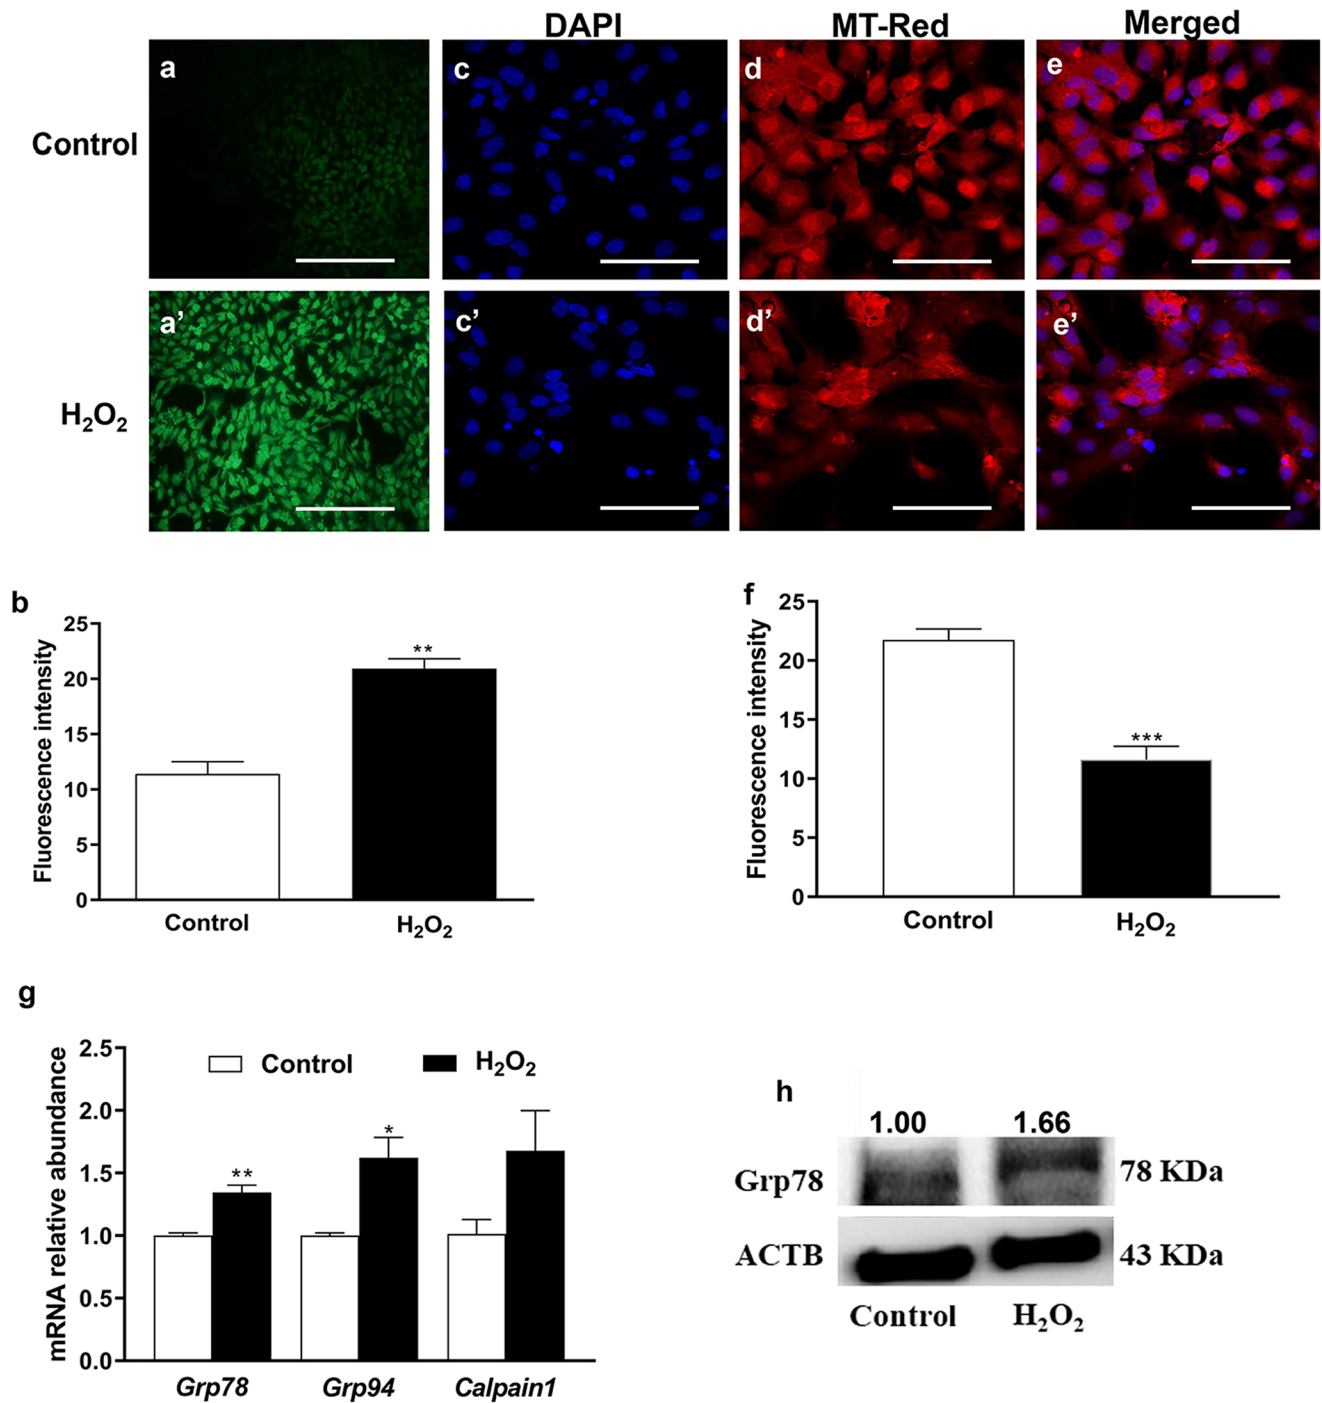 DAPI MT-Red Merged
Control a c d e
H₂O₂ a’ c’ d’ e’
b
25
20
15
10
5
0
Fluorescence intensity
**
Control H₂O₂
f
25
20
15
10
5
0
Fluorescence intensity
***
Control H₂O₂
g
2.5
2.0
1.5
1.0
0.5
0.0
mRNA relative abundance
Control H₂O₂
** *
Grp78 Grp94 Calpain1
h
1.00 1.66
Grp78 78 KDa
ACTB 43 KDa
Control H₂O₂